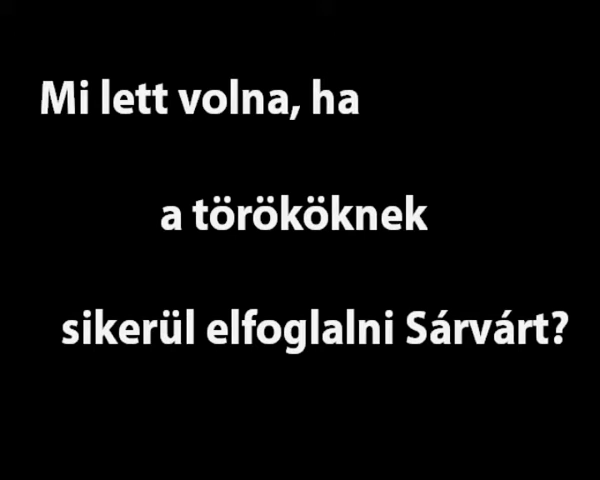 Mi lett volna, ha
a törököknek
sikerül elfoglalni Sárvárt?